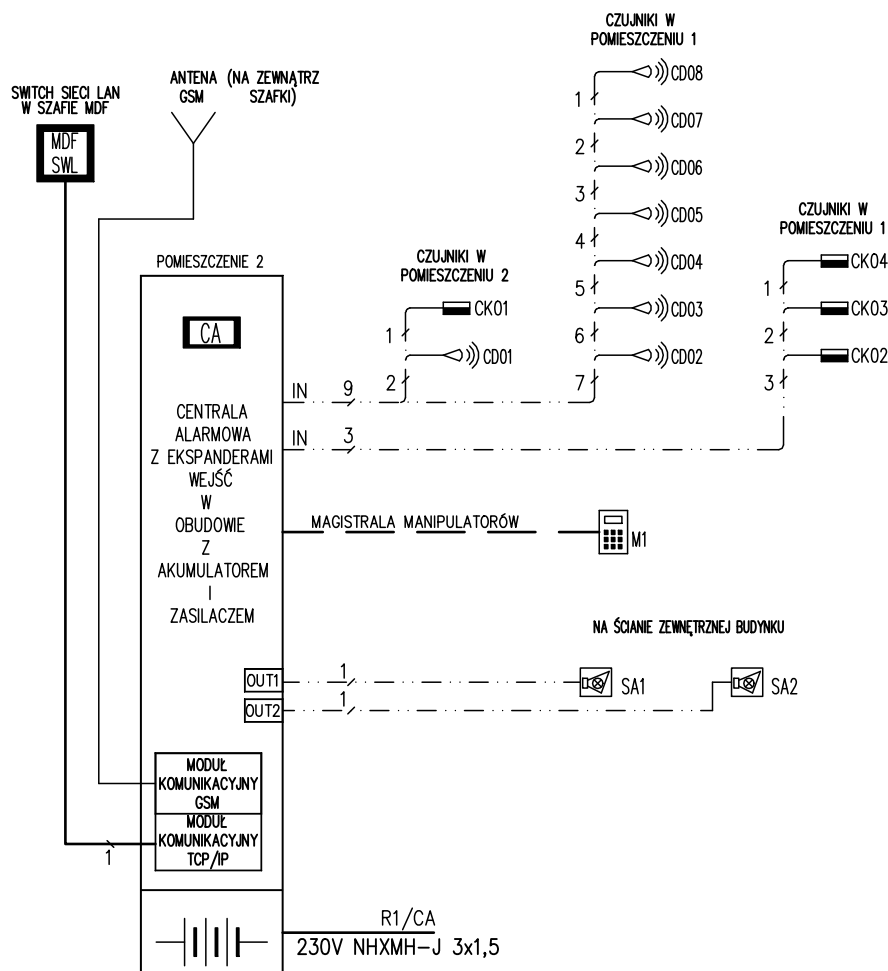 CZUJNIKI W
POMIESZCZENIU 1
CD08
1
CD07
2
CD06
3
CD05
4
CD04
5
CD03
6
CD02
7
SWITCH SIECI LAN
W SZAFIE MDF
MDF
SWL
ANTENA (NA ZEWNĄTRZ
GSM SZAFKI)
CZUJNIKI W
POMIESZCZENIU 1
CK04
1
CK03
2
CK02
3
CZUJNIKI W
POMIESZCZENIU 2
CK01
1
CD01
2
POMIESZCZENIE 2
CA
CENTRALA
ALARMOWA
Z EKSPANDERAMI
WEJŚĆ
W
OBUDOWIE
Z
AKUMULATOREM
I
ZASILACZEM
IN 9
IN 3
MAGISTRALA MANIPULATORÓW
M1
NA ŚCIANIE ZEWNĘTRZNEJ BUDYNKU
OUT1 1 SA1
OUT2 1 SA2
MODUŁ
KOMUNIKACYJNY
GSM
MODUŁ
KOMUNIKACYJNY
TCP/IP
1
R1/CA
230V NHXMH-J 3x1,5